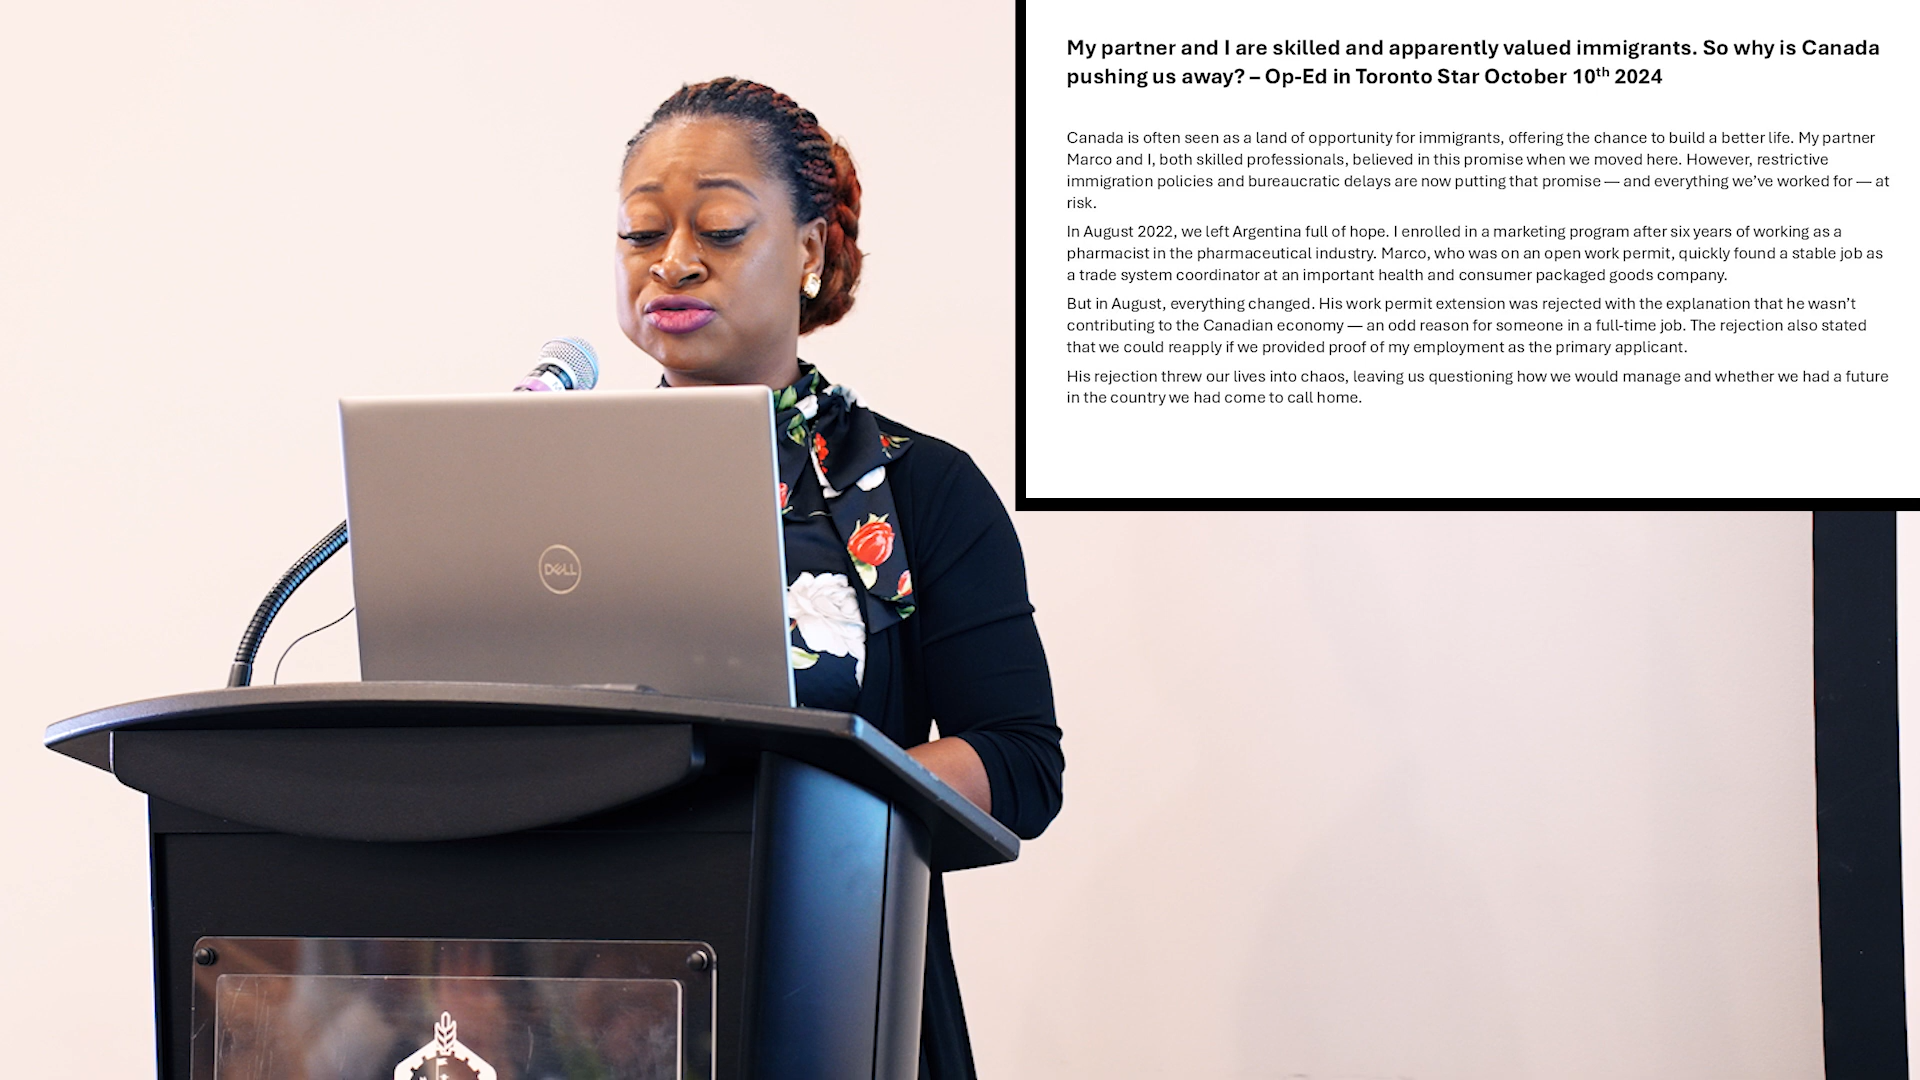 My partner and I are skilled and apparently valued immigrants. So why is Canada
pushing us away? – Op-Ed in Toronto Star October 10th 2024
Canada is often seen as a land of opportunity for immigrants, offering the chance to build a better life. My partner
Marco and I, both skilled professionals, believed in this promise when we moved here. However, restrictive
immigration policies and bureaucratic delays are now putting that promise — and everything we’ve worked for — at
risk.
In August 2022, we left Argentina full of hope. I enrolled in a marketing program after six years of working as a
pharmacist in the pharmaceutical industry. Marco, who was on an open work permit, quickly found a stable job as
a trade system coordinator at an important health and consumer packaged goods company.
But in August, everything changed. His work permit extension was rejected with the explanation that he wasn’t
contributing to the Canadian economy — an odd reason for someone in a full-time job. The rejection also stated
that we could reapply if we provided proof of my employment as the primary applicant.
His rejection threw our lives into chaos, leaving us questioning how we would manage and whether we had a future
in the country we had come to call home.
DELL